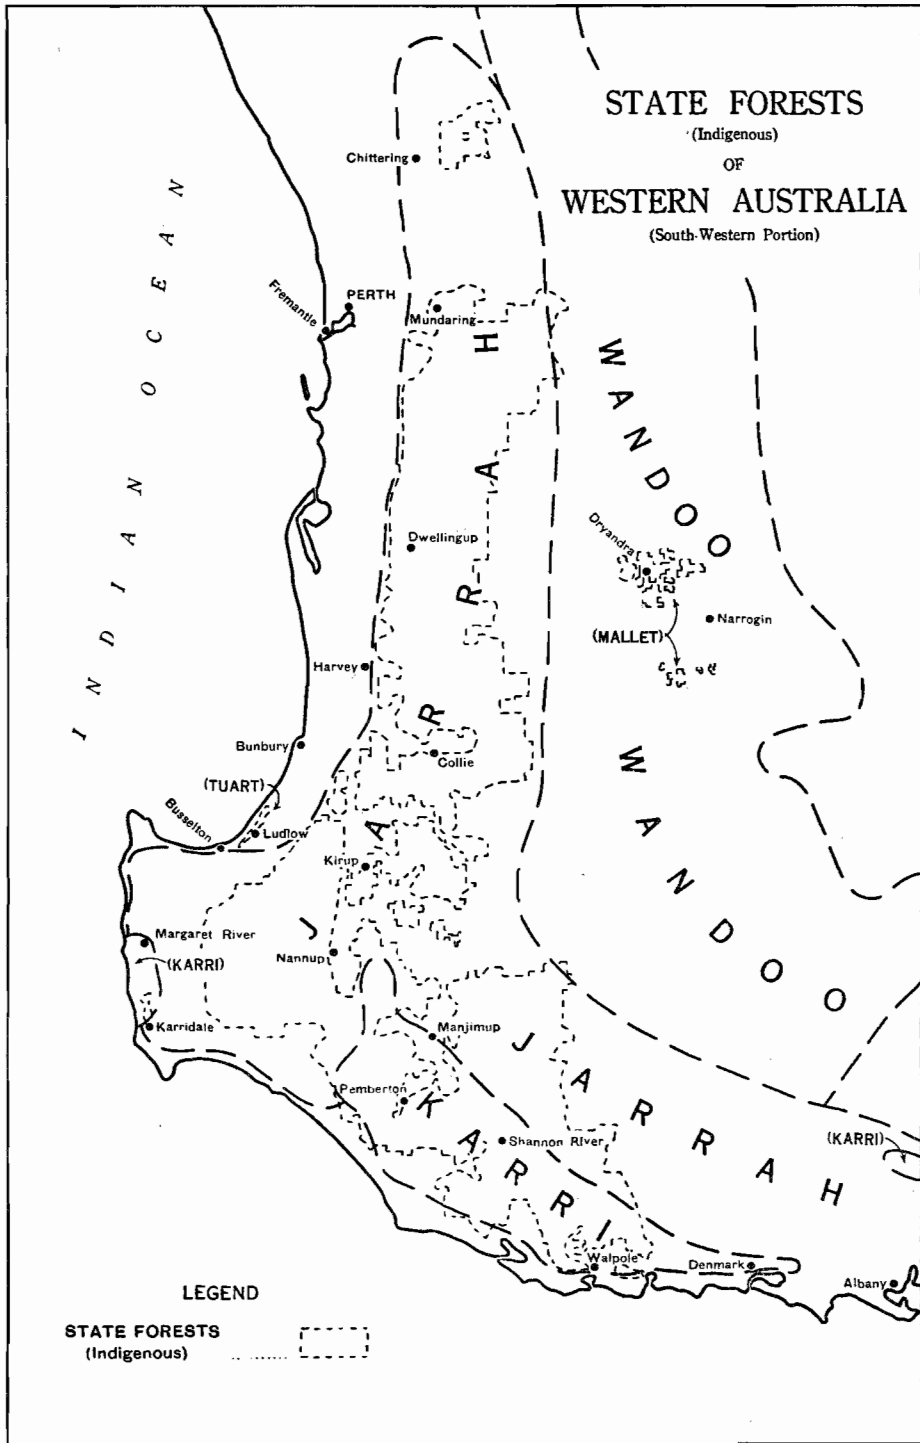 STATE FORESTS
(Indigenous)
OF
WESTERN AUSTRALIA
(South-Western Portion)
INDIAN OCEAN
Chittering
PERTH
Fremantle
Mundaring
JARRAH
WANDOO
Dwellingup
Dryandra
(MALLET)
Narrogin
Harvey
Bunbury
Collie
(TUART)
Busselton
Ludlow
Kirup
WANDOO
Margaret River
(KARRI)
Nannup
Karridale
Manjimup
JARRAH
Pemberton
KARRI
Shannon River
(KARRI)
Walpole
Denmark
Albany
LEGEND
STATE FORESTS
(Indigenous)